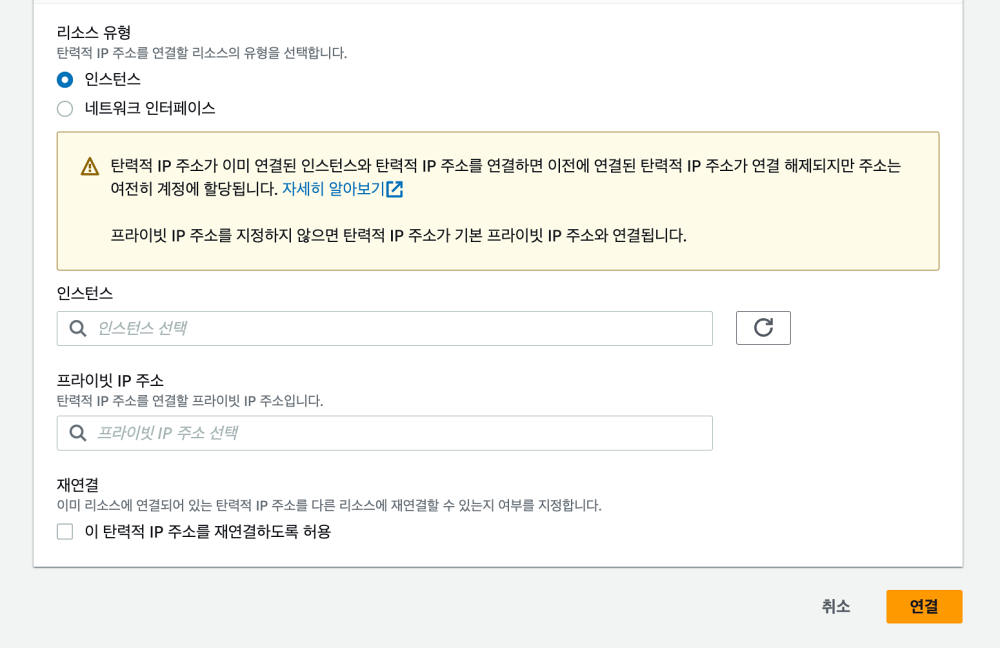 리소스 유형
탄력적 IP 주소를 연결할 리소스의 유형을 선택합니다.
인스턴스
네트워크 인터페이스
탄력적 IP 주소가 이미 연결된 인스턴스와 탄력적 IP 주소를 연결하면 이전에 연결된 탄력적 IP 주소가 연결 해제되지만 주소는
여전히 계정에 할당됩니다. 자세히 알아보기
프라이빗 IP 주소를 지정하지 않으면 탄력적 IP 주소가 기본 프라이빗 IP 주소와 연결됩니다.
인스턴스
인스턴스 선택
프라이빗 IP 주소
탄력적 IP 주소를 연결할 프라이빗 IP 주소입니다.
프라이빗 IP 주소 선택
재연결
이미 리소스에 연결되어 있는 탄력적 IP 주소를 다른 리소스에 재연결할 수 있는지 여부를 지정합니다.
이 탄력적 IP 주소를 재연결하도록 허용
취소
연결